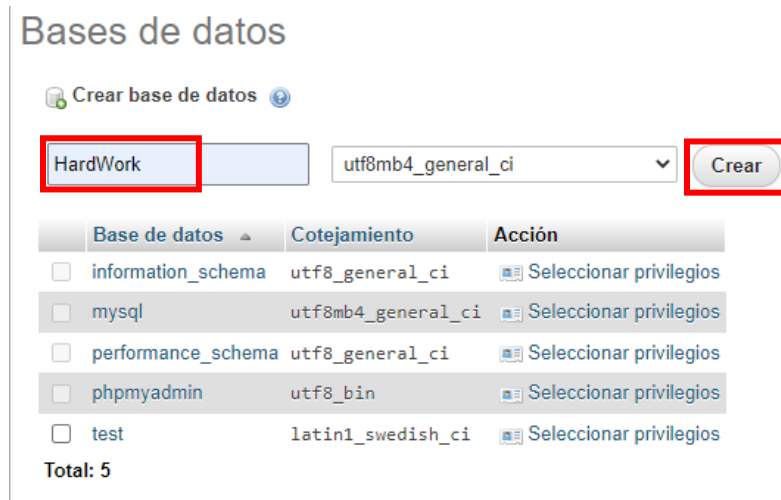 Bases de datos
Crear base de datos
HardWork utf8mb4_general_ci Crear
Base de datos Cotejamiento Acción
information_schema utf8_general_ci Seleccionar privilegios
mysql utf8mb4_general_ci Seleccionar privilegios
performance_schema utf8_general_ci Seleccionar privilegios
phpmyadmin utf8_bin Seleccionar privilegios
test latin1_swedish_ci Seleccionar privilegios
Total: 5